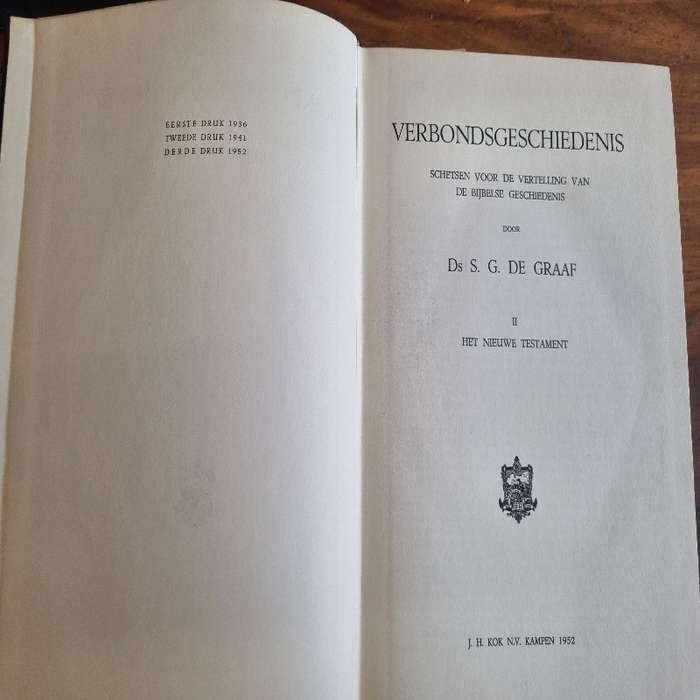 EERSTE DRUK 1936
TWEEDE DRUK 1941
DERDE DRUK 1952
VERBONDSGESCHIEDENIS
SCHETSEN VOOR DE VERTELLING VAN
DE BIJBELSE GESCHIEDENIS
DOOR
Ds S. G. DE GRAAF
II
HET NIEUWE TESTAMENT
J. H. KOK N.V. KAMPEN 1952